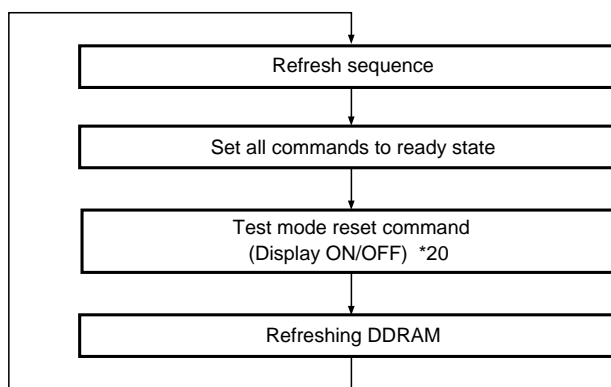 Refresh sequence
Set all commands to ready state
Test mode reset command
(Display ON/OFF) *20
Refreshing DDRAM